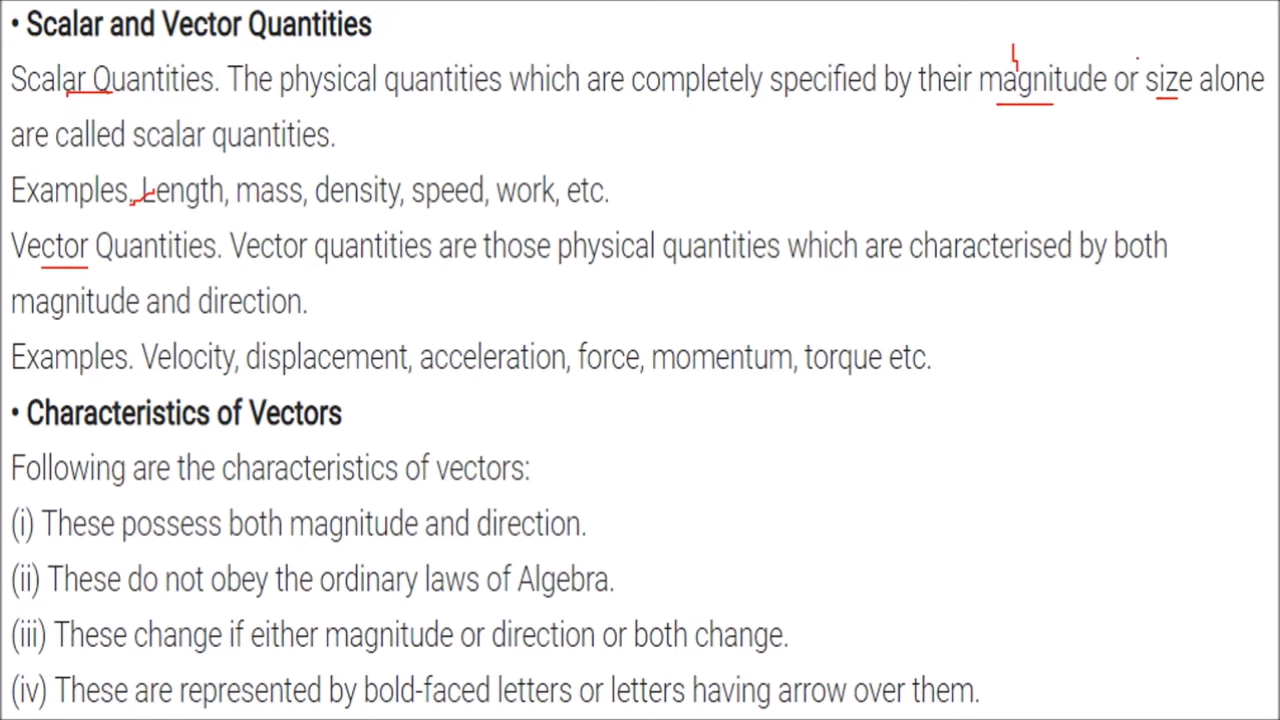 • Scalar and Vector Quantities
Scalar Quantities. The physical quantities which are completely specified by their magnitude or size alone
are called scalar quantities.
Examples. Length, mass, density, speed, work, etc.
Vector Quantities. Vector quantities are those physical quantities which are characterised by both
magnitude and direction.
Examples. Velocity, displacement, acceleration, force, momentum, torque etc.
• Characteristics of Vectors
Following are the characteristics of vectors:
(i) These possess both magnitude and direction.
(ii) These do not obey the ordinary laws of Algebra.
(iii) These change if either magnitude or direction or both change.
(iv) These are represented by bold-faced letters or letters having arrow over them.